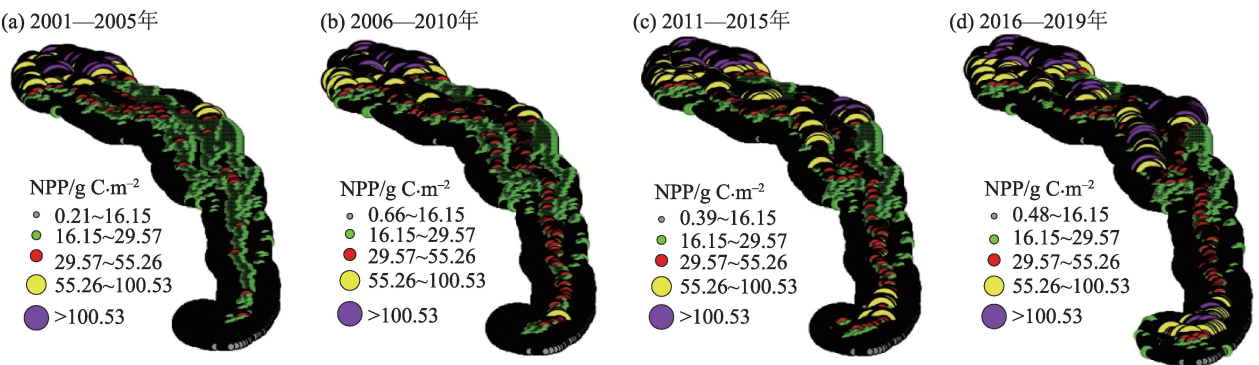 (a) 2001—2005年
NPP/g C·m⁻²
0.21~16.15
16.15~29.57
29.57~55.26
55.26~100.53
>100.53
(b) 2006—2010年
NPP/g C·m⁻²
0.66~16.15
16.15~29.57
29.57~55.26
55.26~100.53
>100.53
(c) 2011—2015年
NPP/g C·m⁻²
0.39~16.15
16.15~29.57
29.57~55.26
55.26~100.53
>100.53
(d) 2016—2019年
NPP/g C·m⁻²
0.48~16.15
16.15~29.57
29.57~55.26
55.26~100.53
>100.53